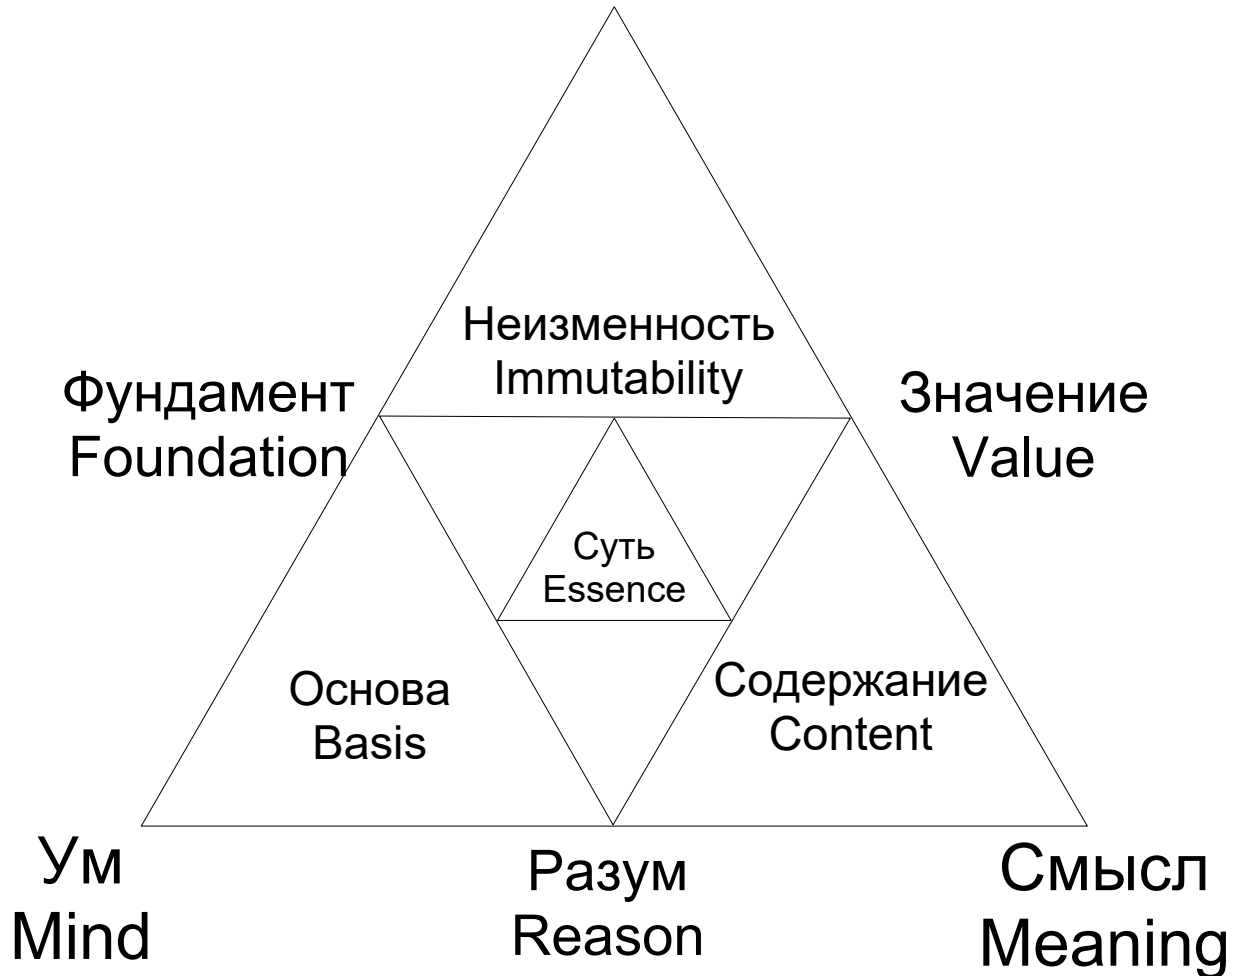 Неизменность
Immutability
Фундамент
Foundation
Значение
Value
Суть
Essence
Основа
Basis
Содержание
Content
Ум
Mind
Разум
Reason
Смысл
Meaning